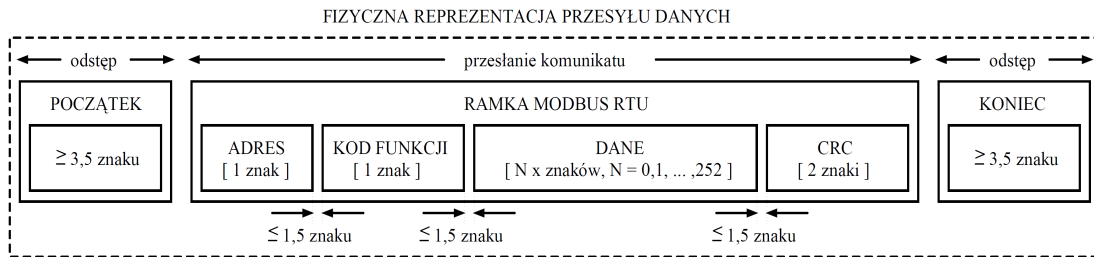 FIZYCZNA REPREZENTACJA PRZESYŁU DANYCH
odstęp
przesłanie komunikatu
odstęp
POCZĄTEK
≥ 3,5 znaku
RAMKA MODBUS RTU
ADRES
[ 1 znak ]
KOD FUNKCJI
[ 1 znak ]
DANE
[ N x znaków, N = 0,1, ... ,252 ]
CRC
[ 2 znaki ]
KONIEC
≥ 3,5 znaku
≤ 1,5 znaku
≤ 1,5 znaku
≤ 1,5 znaku